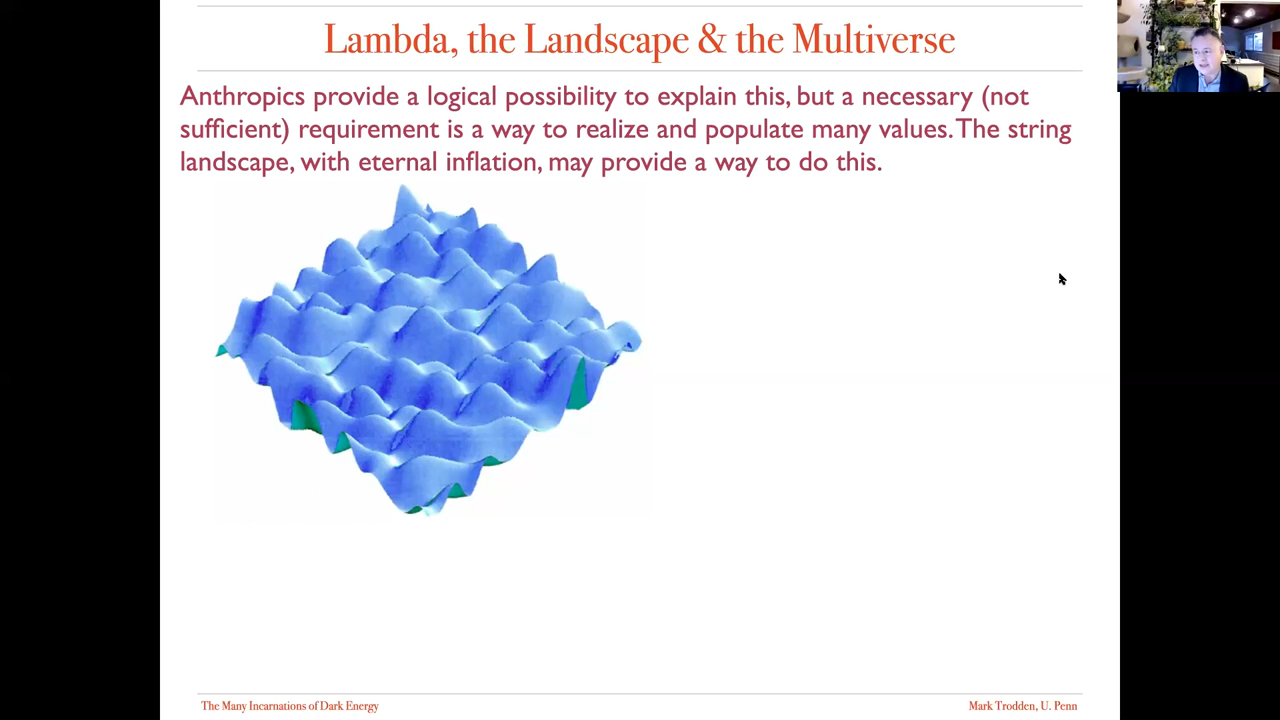 Lambda, the Landscape & the Multiverse
Anthropics provide a logical possibility to explain this, but a necessary (not
sufficient) requirement is a way to realize and populate many values. The string
landscape, with eternal inflation, may provide a way to do this.
The Many Incarnations of Dark Energy
Mark Trodden, U. Penn